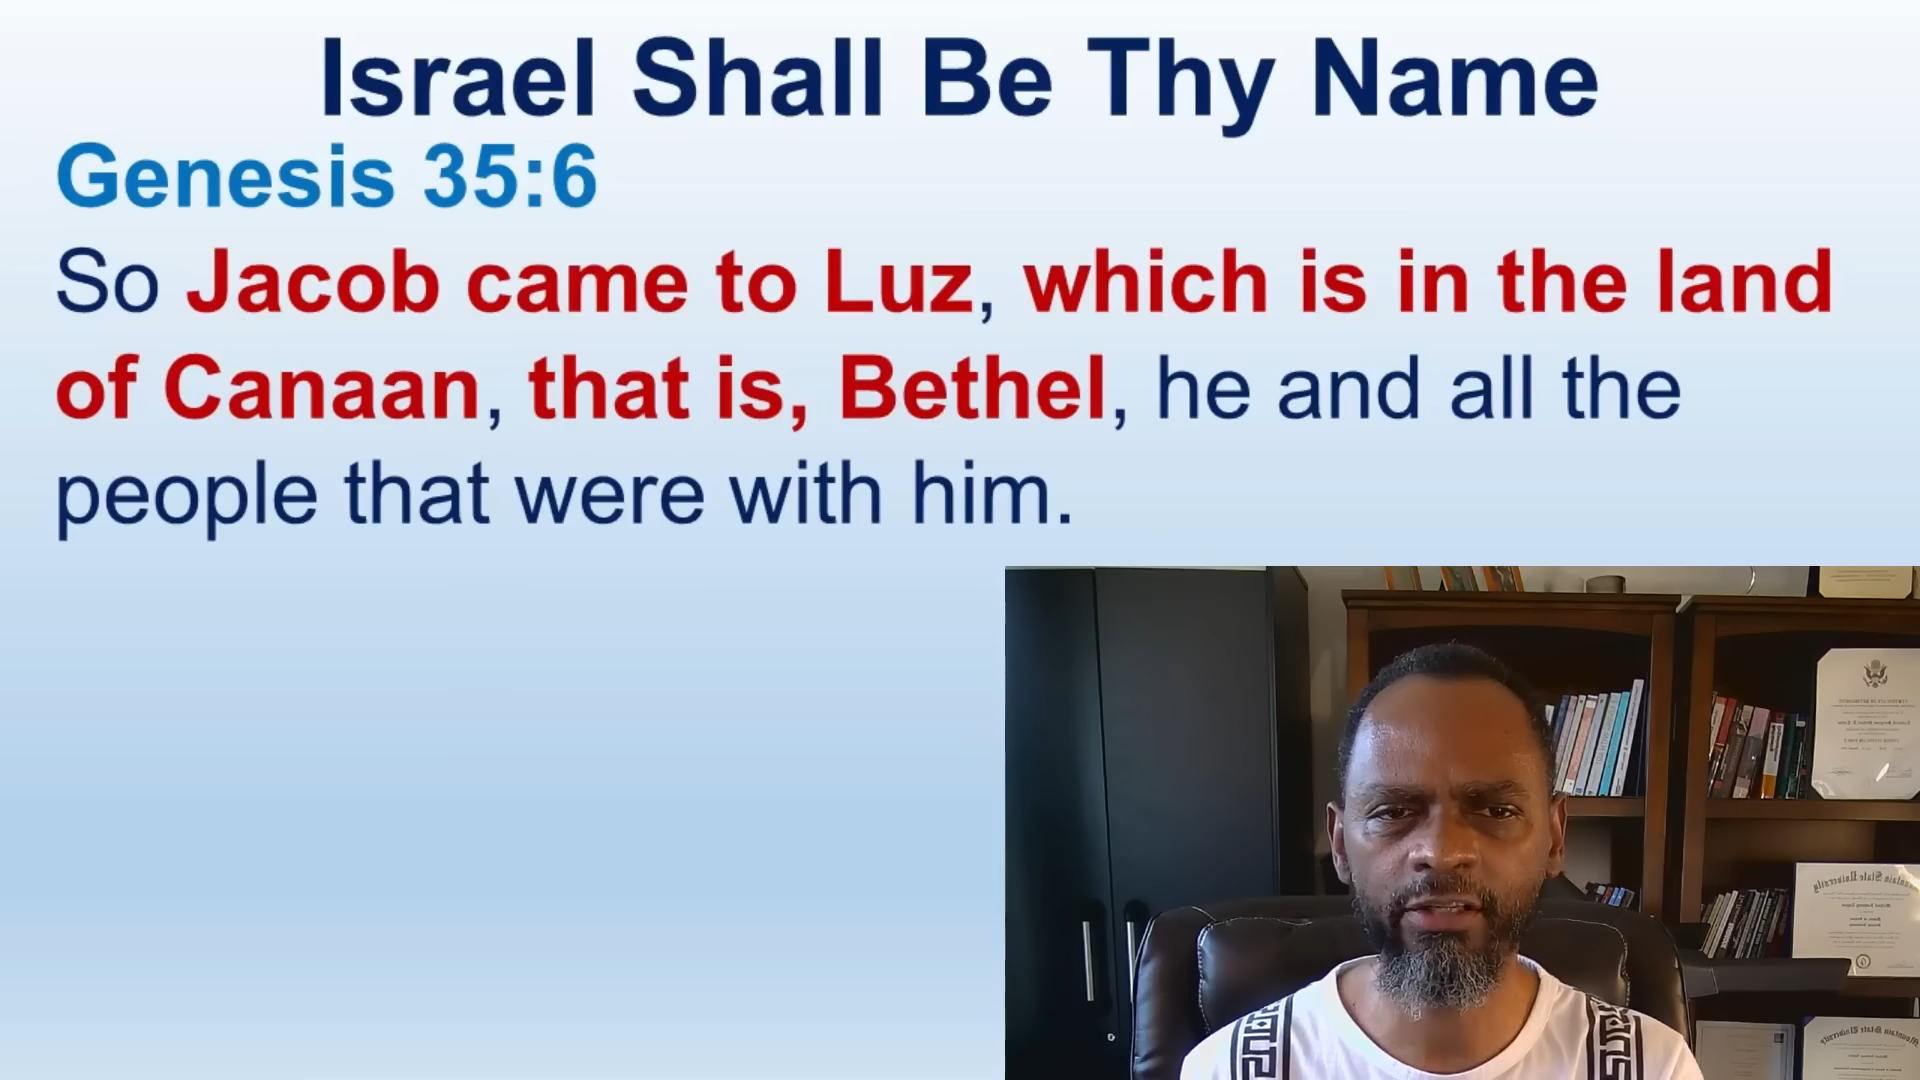 Israel Shall Be Thy Name
Genesis 35:6
So Jacob came to Luz, which is in the land
of Canaan, that is, Bethel, he and all the
people that were with him.